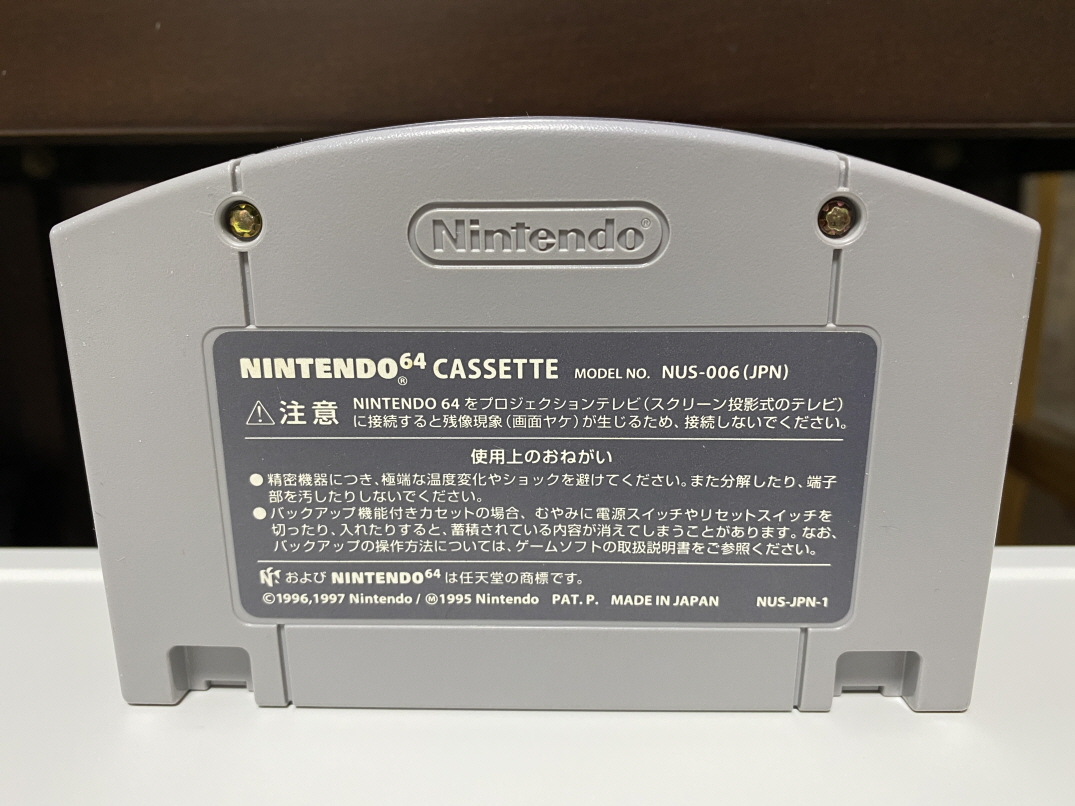 Nintendo®
NINTENDO64® CASSETTE MODEL NO. NUS-006(JPN)
⚠注意 NINTENDO 64 をプロジェクションテレビ(スクリーン投影式のテレビ)
に接続すると残像現象(画面ヤケ)が生じるため、接続しないでください。
使用上のおねがい
●精密機器につき、極端な温度変化やショックを避けてください。また分解したり、端子
部を汚したりしないでください。
●バックアップ機能付きカセットの場合、むやみに電源スイッチやリセットスイッチを
切ったり、入れたりすると、蓄積されている内容が消えてしまうことがあります。なお、
バックアップの操作方法については、ゲームソフトの取扱説明書をご参照ください。
および NINTENDO64 は任天堂の商標です。
©1996,1997 Nintendo / Ⓜ1995 Nintendo PAT. P. MADE IN JAPAN NUS-JPN-1